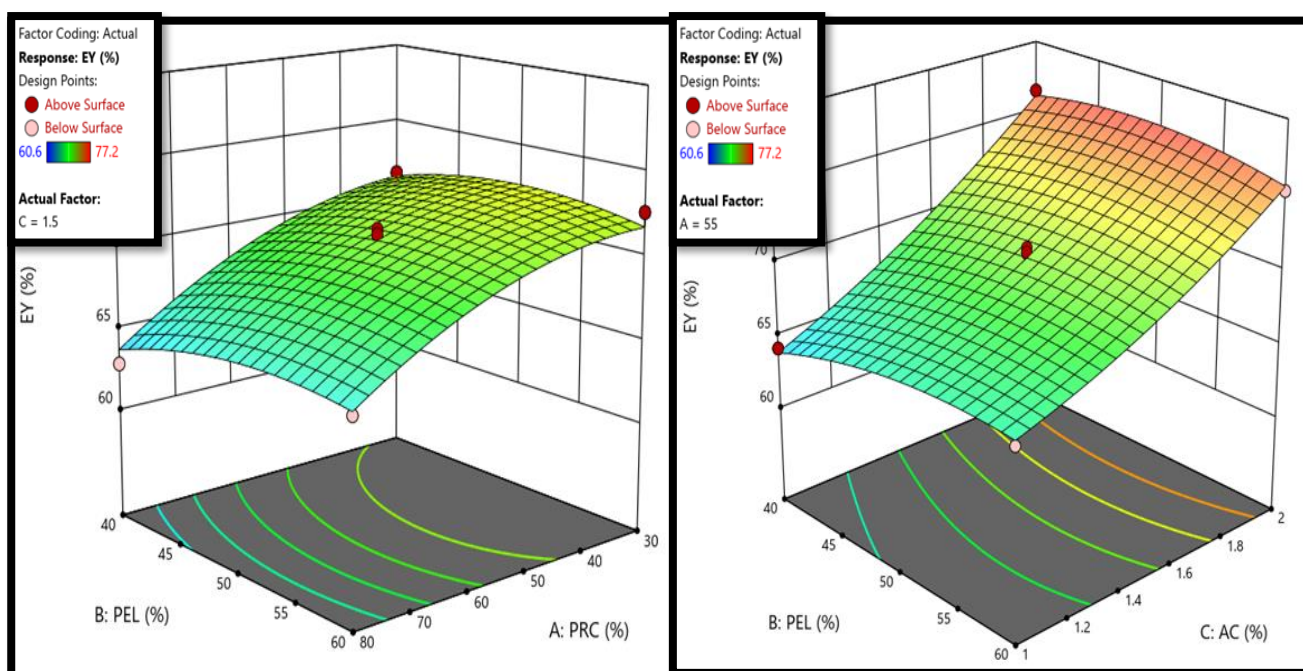 Factor Coding: Actual
Response: EY (%)
Design Points:
Above Surface
Below Surface
60.6 77.2
Actual Factor:
C = 1.5
EY (%)
65
60
40
45
50
55
60
B: PEL (%)
80
70
60
50
40
30
A: PRC (%)
Factor Coding: Actual
Response: EY (%)
Design Points:
Above Surface
Below Surface
60.6 77.2
Actual Factor:
A = 55
EY (%)
70
65
60
40
45
50
55
60
B: PEL (%)
1
1.2
1.4
1.6
1.8
2
C: AC (%)